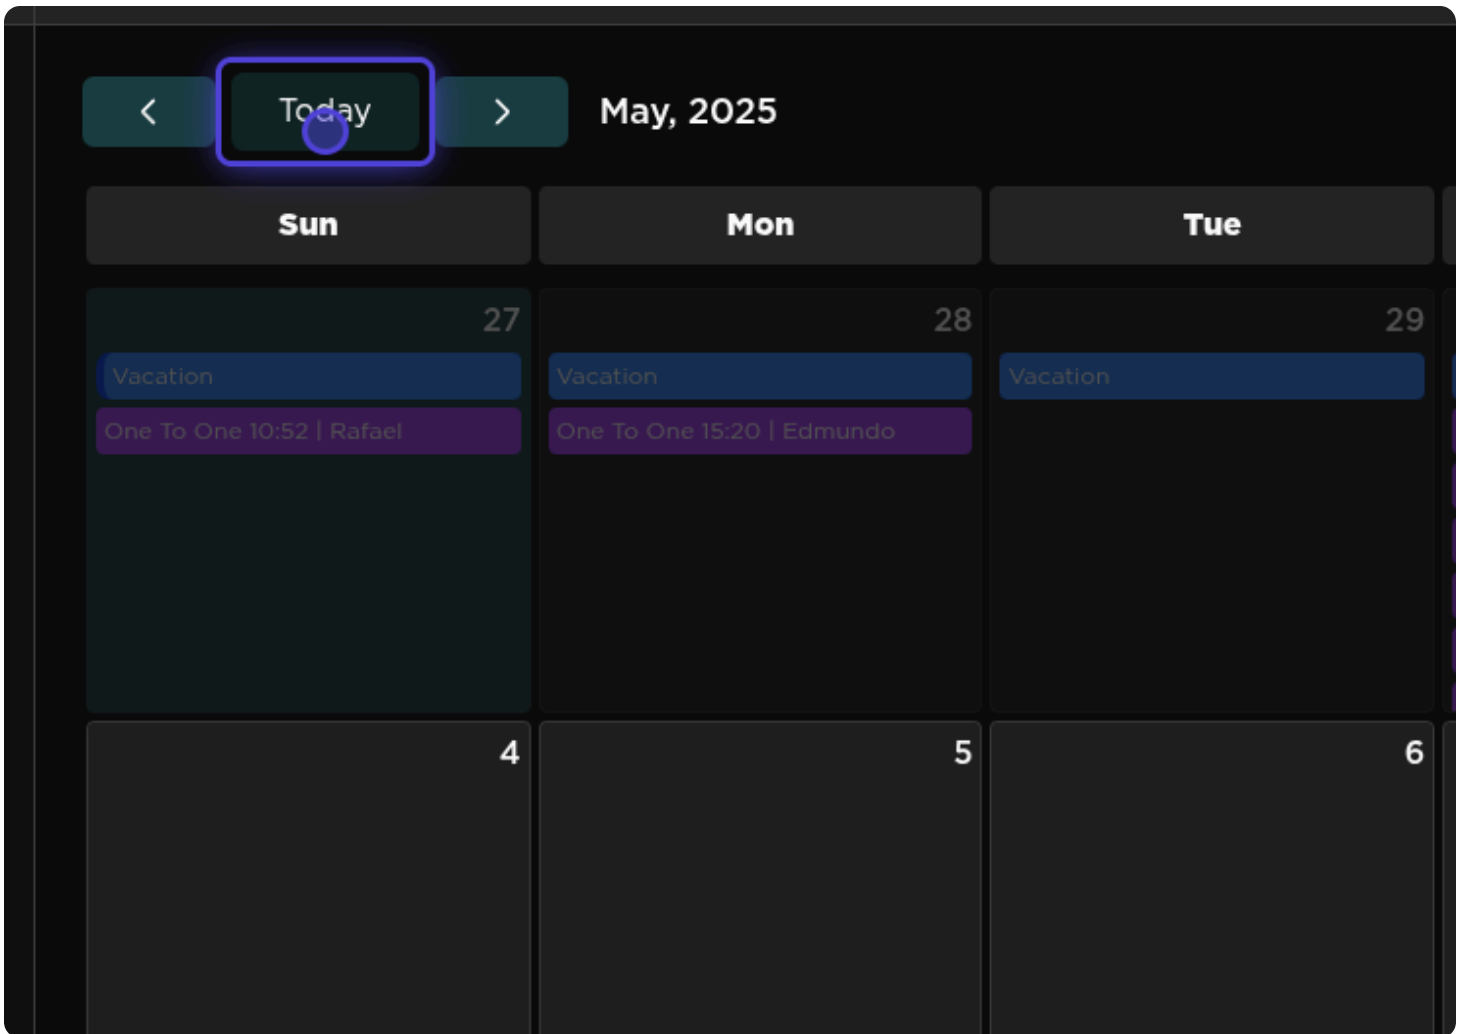 Today
May, 2025
Sun Mon Tue
27 28 29
Vacation Vacation Vacation
One To One 10:52 | Rafael One To One 15:20 | Edmundo
4 5 6